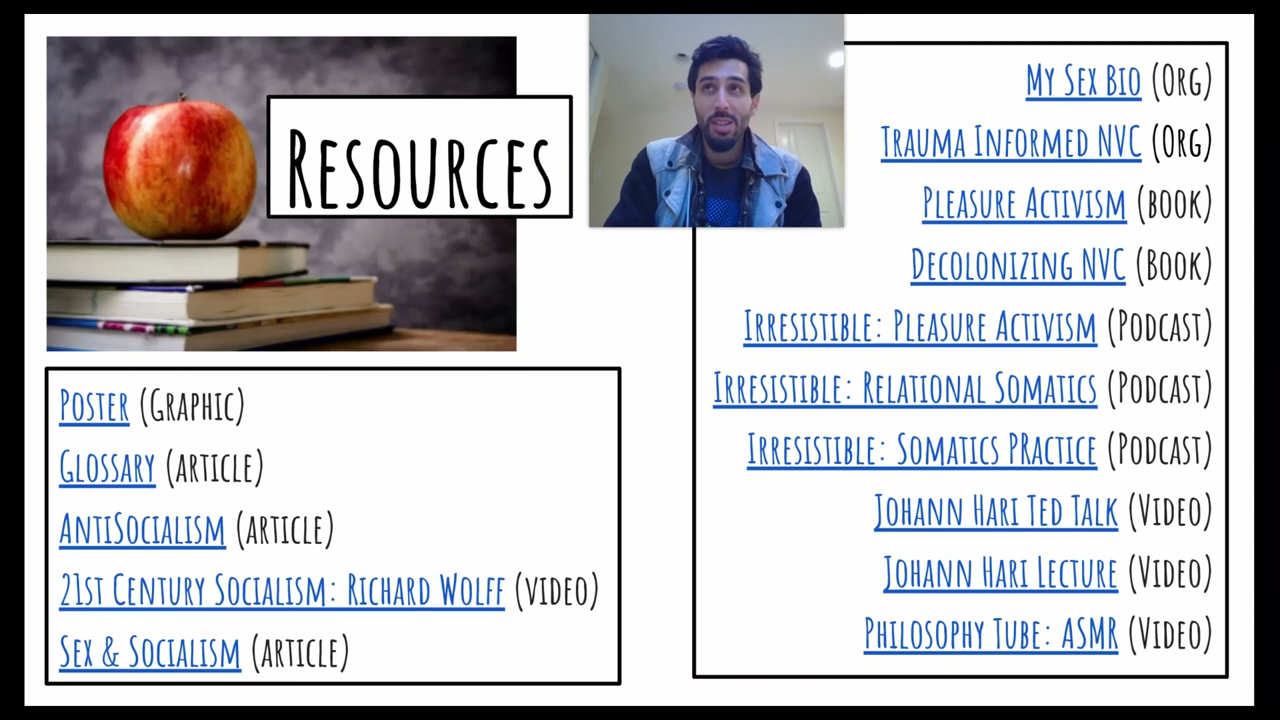 Resources
Poster (Graphic)
Glossary (article)
AntiSocialism (article)
21st Century Socialism: Richard Wolff (video)
Sex & Socialism (article)
My Sex Bio (Org)
Trauma Informed NVC (Org)
Pleasure Activism (book)
Decolonizing NVC (Book)
Irresistible: Pleasure Activism (Podcast)
Irresistible: Relational Somatics (Podcast)
Irresistible: Somatics PRactice (Podcast)
Johann Hari Ted Talk (Video)
Johann Hari Lecture (Video)
Philosophy Tube: ASMR (Video)